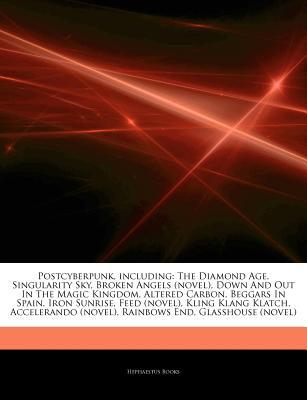 Postcyberpunk, including: The Diamond Age,
Singularity Sky, Broken Angels (novel), Down And Out
In The Magic Kingdom, Altered Carbon, Beggars In
Spain, Iron Sunrise, Feed (novel), Kling Klang Klatch,
Accelerando (novel), Rainbows End, Glasshouse (novel)
Hephaestus Books